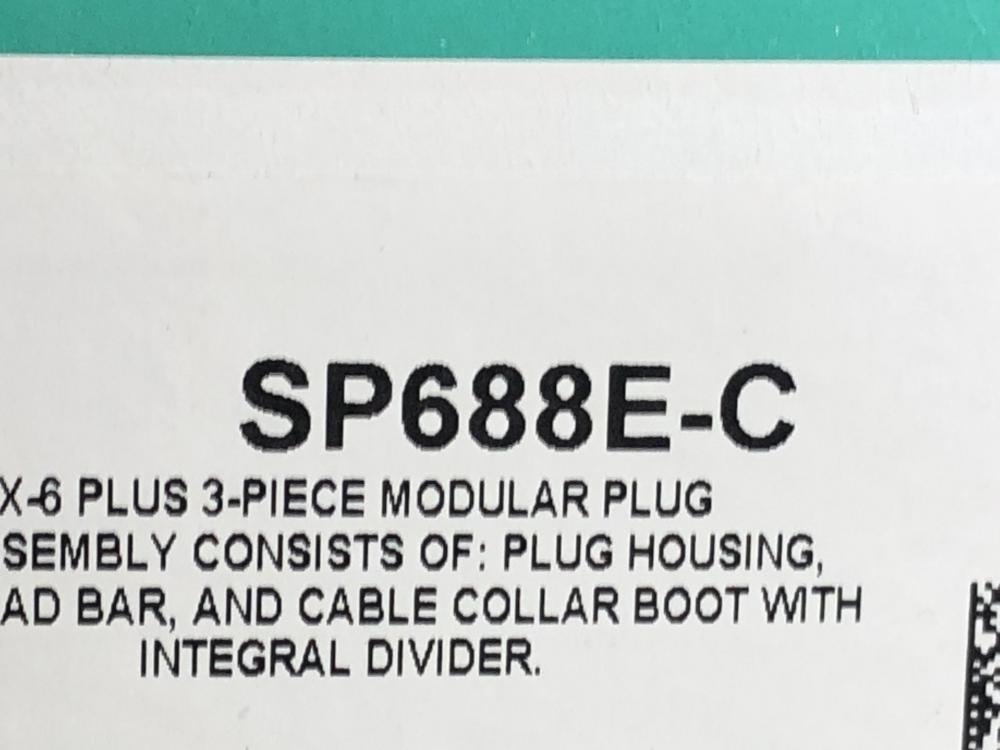 SP688E-C
X-6 PLUS 3-PIECE MODULAR PLUG
SEMBLY CONSISTS OF: PLUG HOUSING,
AD BAR, AND CABLE COLLAR BOOT WITH
INTEGRAL DIVIDER.